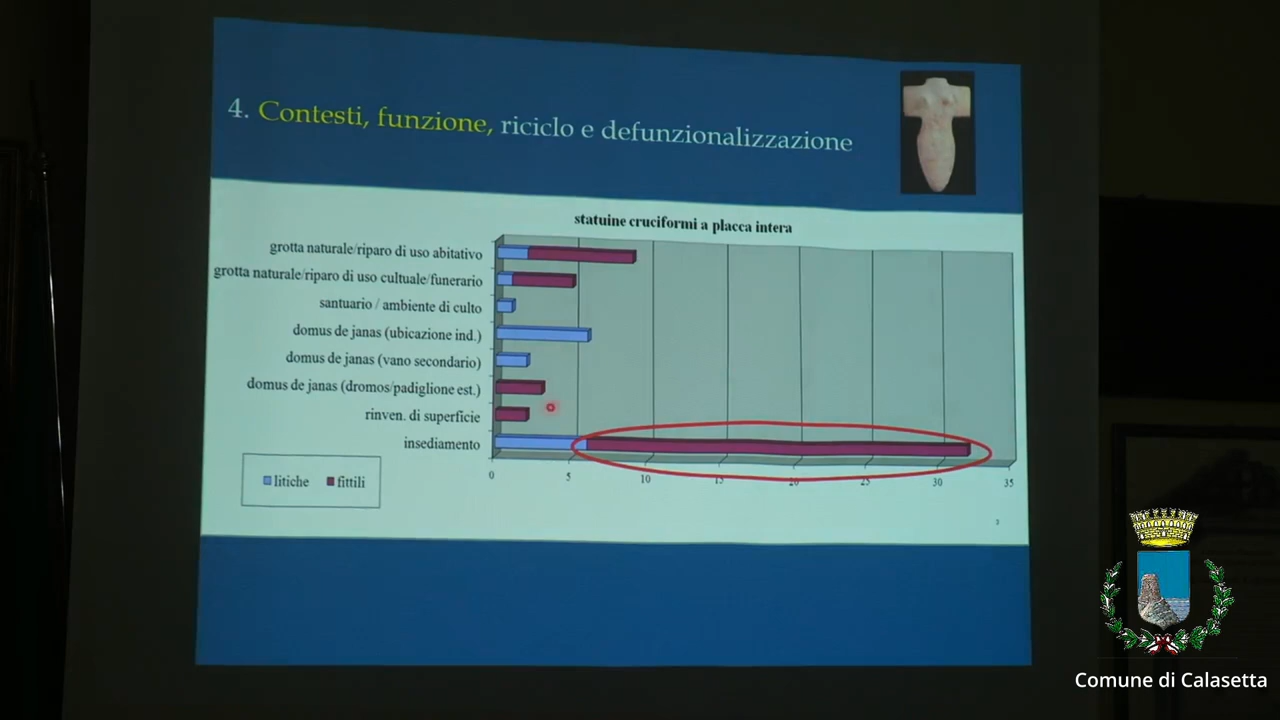 4. Contesti, funzione, riciclo e defunzionalizzazione
statuine cruciformi a placca intera
grotta naturale/riparo di uso abitativo
grotta naturale/riparo di uso cultuale/funerario
santuario / ambiente di culto
domus de janas (ubicazione ind.)
domus de janas (vano secondario)
domus de janas (dromos/padiglione est.)
rinven. di superficie
insediamento
0 5 10 15 20 25 30 35
litiche fittili
Comune di Calasetta